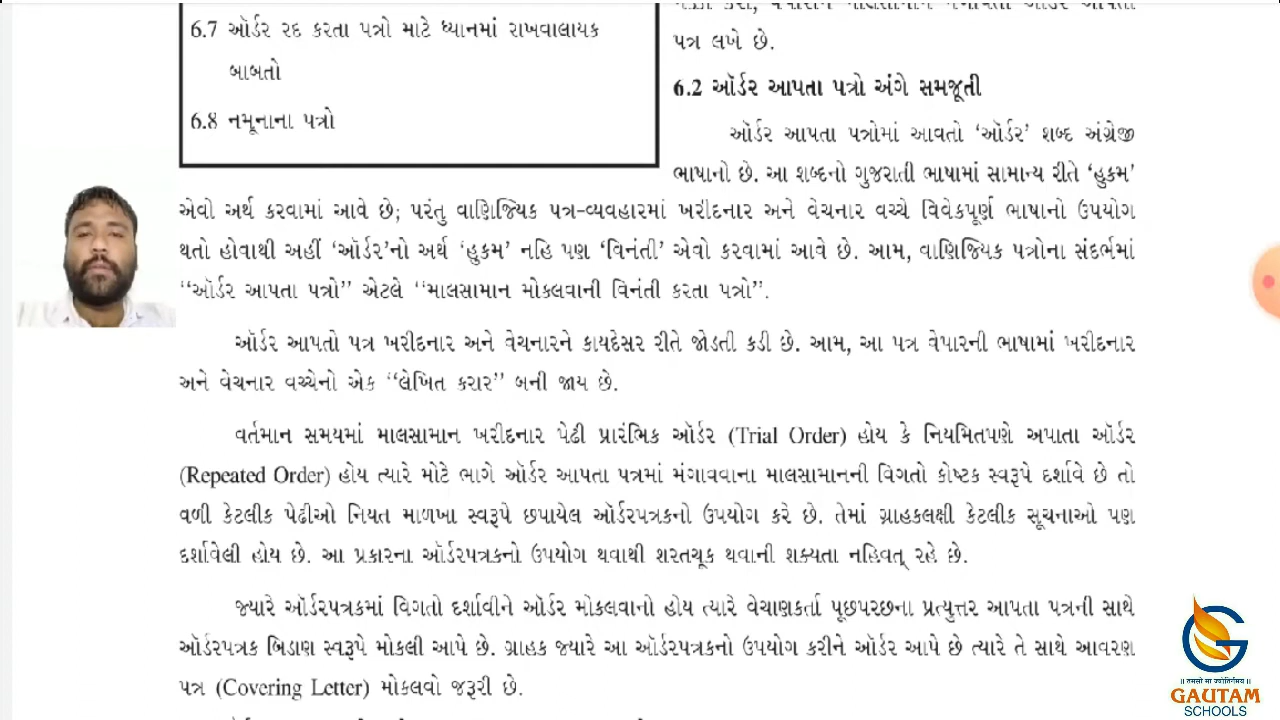 6.7 ઑર્ડર રદ કરતા પત્રો માટે ધ્યાનમાં રાખવાલાયક
બાબતો
6.8 નમૂનાના પત્રો
પત્ર લખે છે.
6.2 ઑર્ડર આપતા પત્રો અંગે સમજૂતી
ઑર્ડર આપતા પત્રોમાં આવતો ‘ઑર્ડર’ શબ્દ અંગ્રેજી
ભાષાનો છે. આ શબ્દનો ગુજરાતી ભાષામાં સામાન્ય રીતે ‘હુકમ’
એવો અર્થ કરવામાં આવે છે; પરંતુ વાણિજ્યિક પત્ર-વ્યવહારમાં ખરીદનાર અને વેચનાર વચ્ચે વિવેકપૂર્ણ ભાષાનો ઉપયોગ
થતો હોવાથી અહીં ‘ઑર્ડર’નો અર્થ ‘હુકમ’ નહિ પણ ‘વિનંતી’ એવો કરવામાં આવે છે. આમ, વાણિજ્યિક પત્રોના સંદર્ભમાં
‘‘ઑર્ડર આપતા પત્રો’’ એટલે ‘‘માલસામાન મોકલવાની વિનંતી કરતા પત્રો’’.
ઑર્ડર આપતો પત્ર ખરીદનાર અને વેચનારને કાયદેસર રીતે જોડતી કડી છે. આમ, આ પત્ર વેપારની ભાષામાં ખરીદનાર
અને વેચનાર વચ્ચેનો એક ‘‘લેખિત કરાર’’ બની જાય છે.
વર્તમાન સમયમાં માલસામાન ખરીદનાર પેઢી પ્રારંભિક ઑર્ડર (Trial Order) હોય કે નિયમિતપણે અપાતા ઑર્ડર
(Repeated Order) હોય ત્યારે મોટે ભાગે ઑર્ડર આપતા પત્રમાં મંગાવવાના માલસામાનની વિગતો કોષ્ટક સ્વરૂપે દર્શાવે છે તો
વળી કેટલીક પેઢીઓ નિયત માળખા સ્વરૂપે છપાયેલ ઑર્ડરપત્રકનો ઉપયોગ કરે છે. તેમાં ગ્રાહકલક્ષી કેટલીક સૂચનાઓ પણ
દર્શાવેલી હોય છે. આ પ્રકારના ઑર્ડરપત્રકનો ઉપયોગ થવાથી શરતચૂક થવાની શક્યતા નહિવત્ રહે છે.
જ્યારે ઑર્ડરપત્રકમાં વિગતો દર્શાવીને ઑર્ડર મોકલવાનો હોય ત્યારે વેચાણકર્તા પૂછપરછના પ્રત્યુત્તર આપતા પત્રની સાથે
ઑર્ડરપત્રક બિડાણ સ્વરૂપે મોકલી આપે છે. ગ્રાહક જ્યારે આ ઑર્ડરપત્રકનો ઉપયોગ કરીને ઑર્ડર આપે છે ત્યારે તે સાથે આવરણ
પત્ર (Covering Letter) મોકલવો જરૂરી છે.
॥ तमसो मा ज्योतिर्गमय ॥
GAUTAM
SCHOOLS